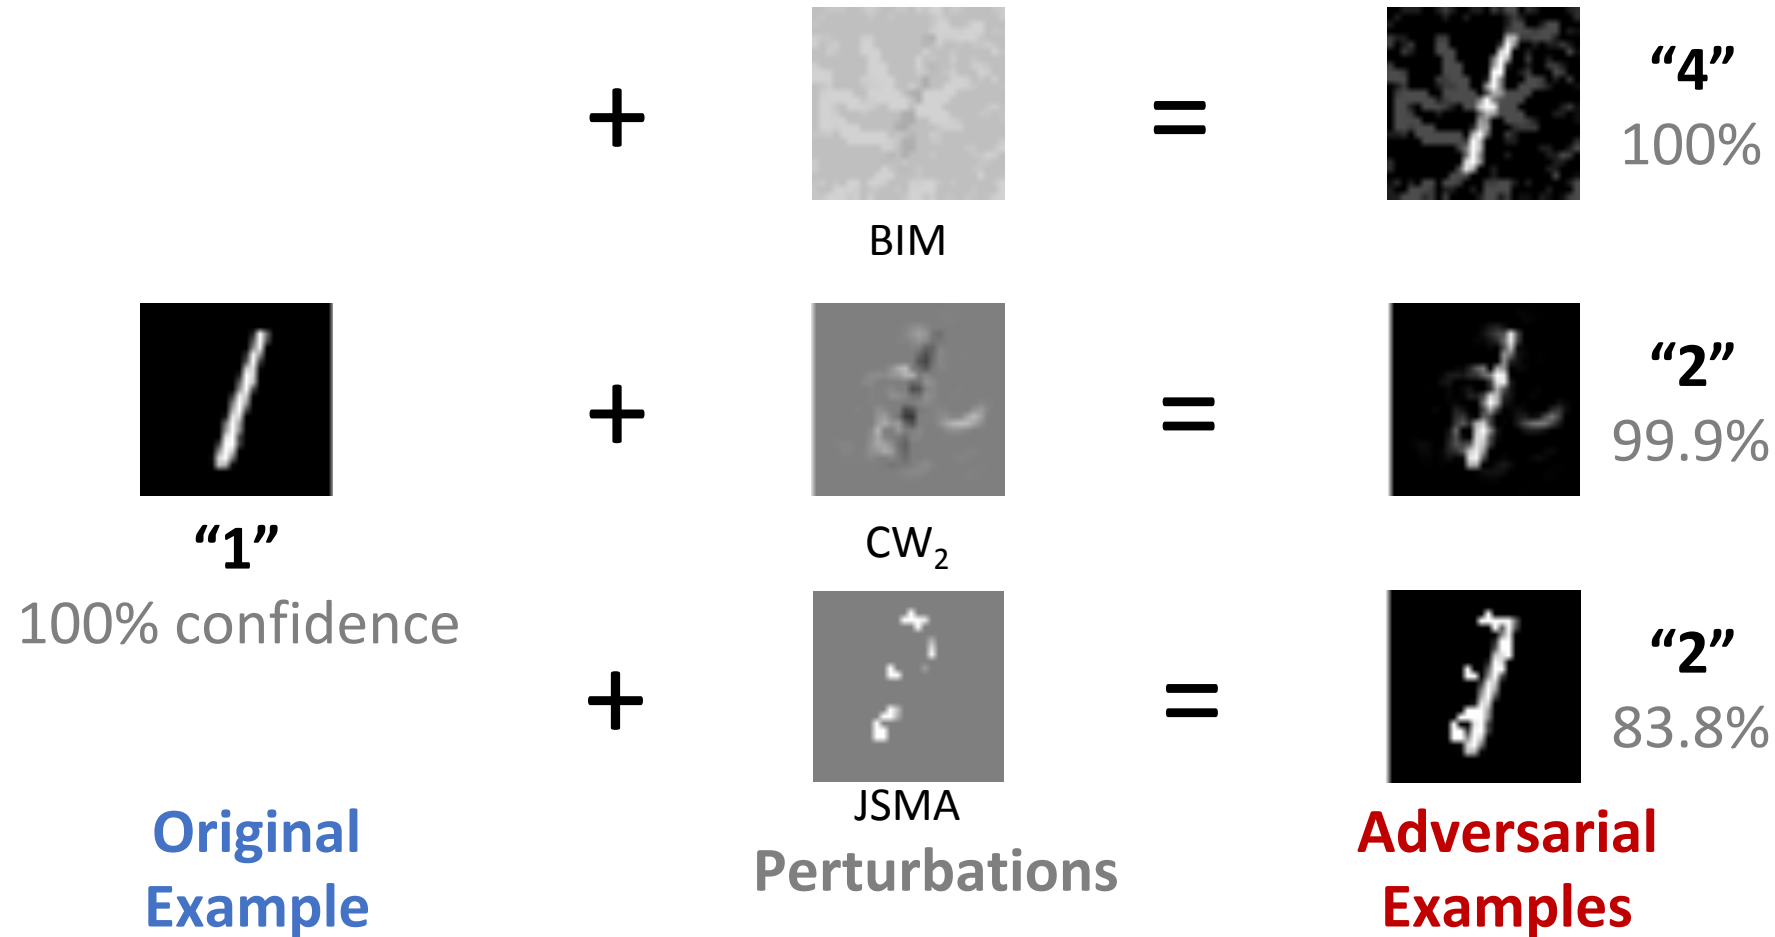 +
=
“4”
100%
BIM
+
=
“2”
99.9%
“1”
100% confidence
CW₂
+
=
“2”
83.8%
JSMA
Original
Example
Perturbations
Adversarial
Examples